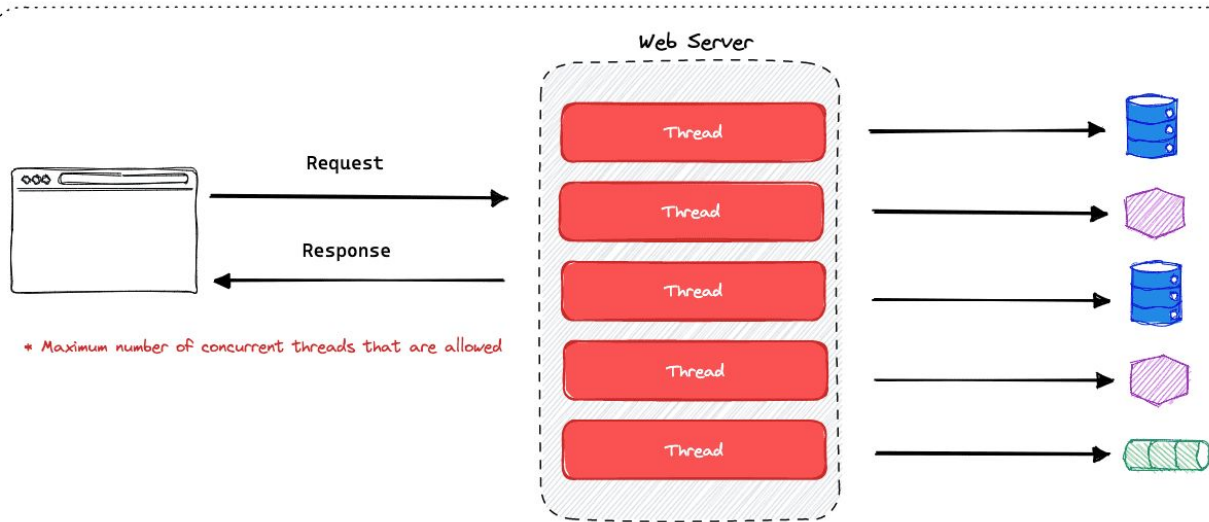 Web Server
Thread
Request
Thread
Response
Thread
* Maximum number of concurrent threads that are allowed
Thread
Thread